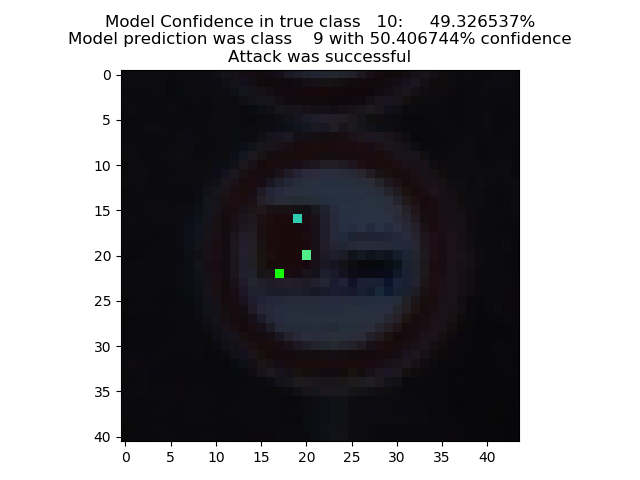 Model Confidence in true class 10: 49.326537%
Model prediction was class 9 with 50.406744% confidence
Attack was successful
0
5
10
15
20
25
30
35
40
0 5 10 15 20 25 30 35 40